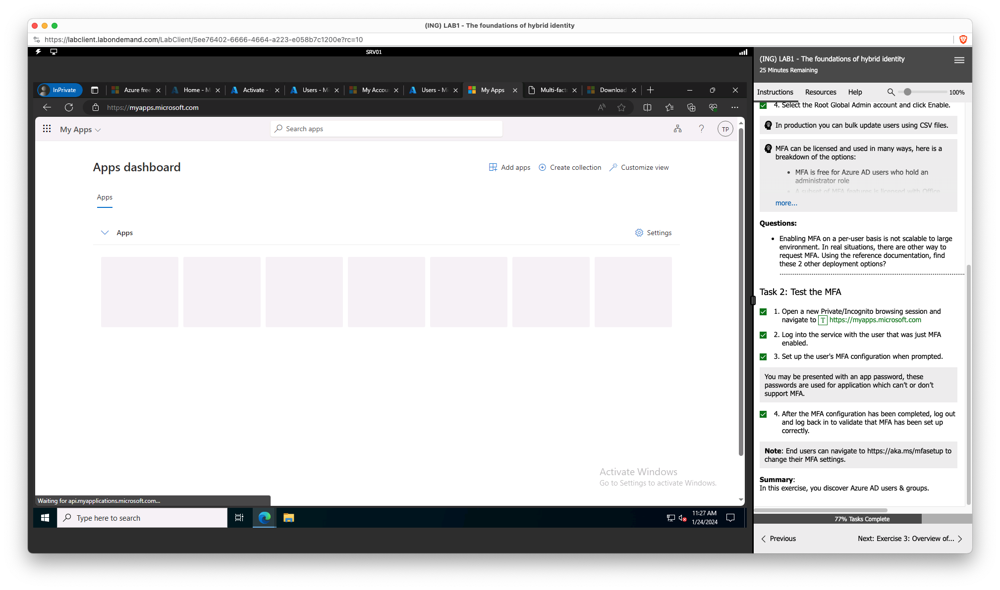 (ING) LAB1 - The foundations of hybrid identity
https://labclient.labondemand.com/LabClient/5ee76402-6666-4664-a223-e058b7c1200e?rc=10
SRV01
InPrivate
Azure free
Home - M
Activate -
Users - Mi
My Accou
Users - Mi
My Apps
Multi-facto
Download
https://myapps.microsoft.com
My Apps
Search apps
?
TP
Apps dashboard
Add apps
Create collection
Customize view
Apps
Apps
Settings
Activate Windows
Go to Settings to activate Windows.
Waiting for api.myapplications.microsoft.com...
Type here to search
11:27 AM
1/24/2024
(ING) LAB1 - The foundations of hybrid identity
25 Minutes Remaining
Instructions
Resources
Help
100%
4. Select the Root Global Admin account and click Enable.
In production you can bulk update users using CSV files.
MFA can be licensed and used in many ways, here is a
breakdown of the options:
• MFA is free for Azure AD users who hold an
administrator role
• A subset of MFA features is licensed with Office
more...
Questions:
• Enabling MFA on a per-user basis is not scalable to large
environment. In real situations, there are other way to
request MFA. Using the reference documentation, find
these 2 other deployment options?
Task 2: Test the MFA
1. Open a new Private/Incognito browsing session and
navigate to T https://myapps.microsoft.com
2. Log into the service with the user that was just MFA
enabled.
3. Set up the user's MFA configuration when prompted.
You may be presented with an app password, these
passwords are used for application which can’t or don’t
support MFA.
4. After the MFA configuration has been completed, log out
and log back in to validate that MFA has been set up
correctly.
Note: End users can navigate to https://aka.ms/mfasetup to
change their MFA settings.
Summary:
In this exercise, you discover Azure AD users & groups.
77% Tasks Complete
Previous
Next: Exercise 3: Overview of...